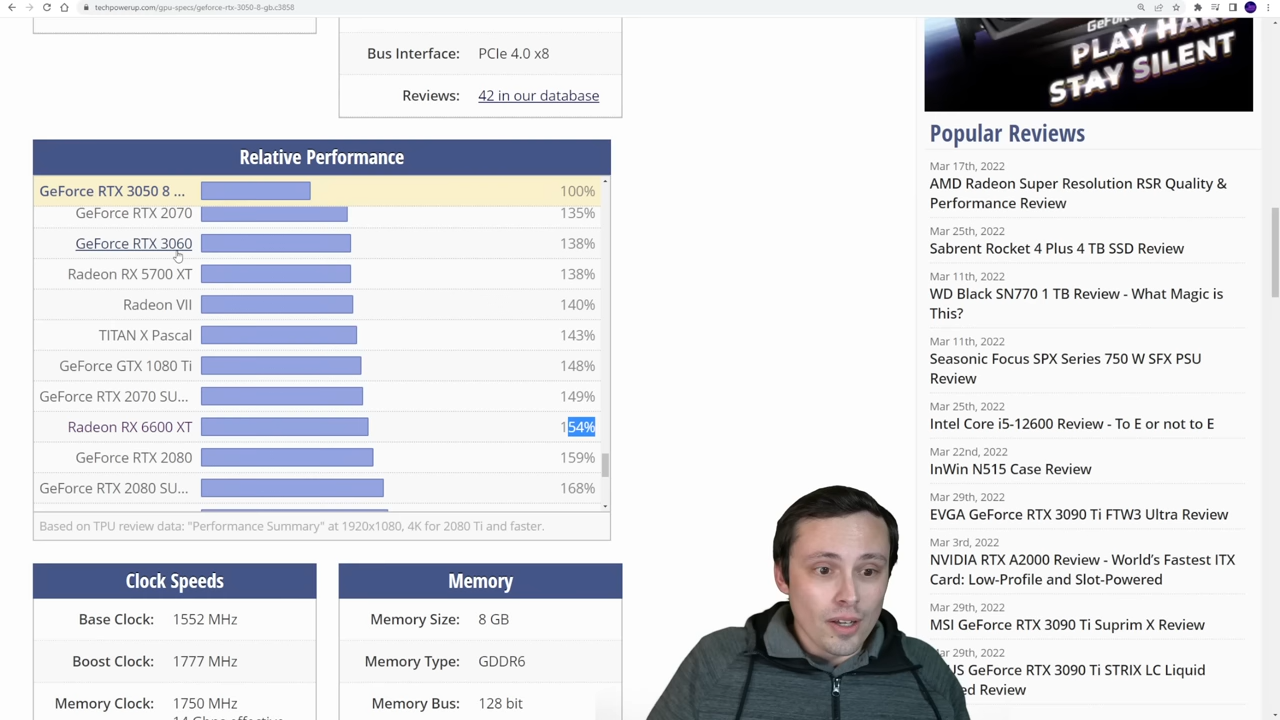 techpowerup.com/gpu-specs/geforce-rtx-3050-8-gb.c3858
Bus Interface: PCIe 4.0 x8
Reviews: 42 in our database
Relative Performance
GeForce RTX 3050 8 ... 100%
GeForce RTX 2070 135%
GeForce RTX 3060 138%
Radeon RX 5700 XT 138%
Radeon VII 140%
TITAN X Pascal 143%
GeForce GTX 1080 Ti 148%
GeForce RTX 2070 SU... 149%
Radeon RX 6600 XT 154%
GeForce RTX 2080 159%
GeForce RTX 2080 SU... 168%
Based on TPU review data: "Performance Summary" at 1920x1080, 4K for 2080 Ti and faster.
Clock Speeds
Base Clock: 1552 MHz
Boost Clock: 1777 MHz
Memory Clock: 1750 MHz
14 Gbps effective
Memory
Memory Size: 8 GB
Memory Type: GDDR6
Memory Bus: 128 bit
PLAY HAR
STAY SILENT
Popular Reviews
Mar 17th, 2022
AMD Radeon Super Resolution RSR Quality &
Performance Review
Mar 25th, 2022
Sabrent Rocket 4 Plus 4 TB SSD Review
Mar 11th, 2022
WD Black SN770 1 TB Review - What Magic is
This?
Mar 11th, 2022
Seasonic Focus SPX Series 750 W SFX PSU
Review
Mar 25th, 2022
Intel Core i5-12600 Review - To E or not to E
Mar 22nd, 2022
InWin N515 Case Review
Mar 29th, 2022
EVGA GeForce RTX 3090 Ti FTW3 Ultra Review
Mar 3rd, 2022
NVIDIA RTX A2000 Review - World's Fastest ITX
Card: Low-Profile and Slot-Powered
Mar 29th, 2022
MSI GeForce RTX 3090 Ti Suprim X Review
29th, 2022
US GeForce RTX 3090 Ti STRIX LC Liquid
ed Review